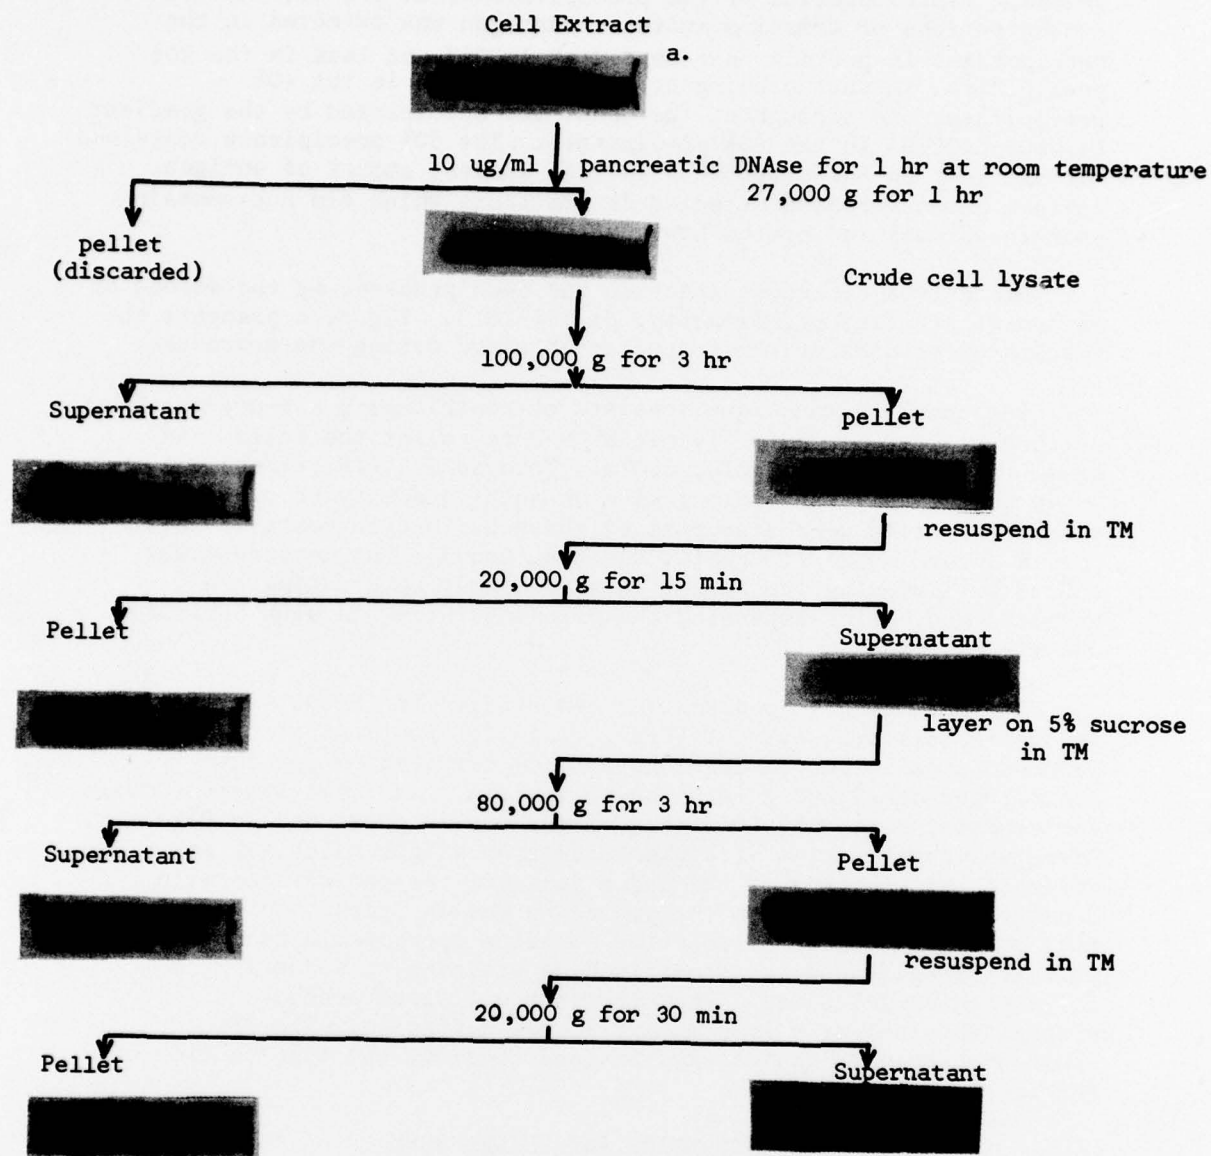 Cell Extract
a.
10 ug/ml pancreatic DNAse for 1 hr at room temperature
27,000 g for 1 hr
pellet
(discarded)
Crude cell lysate
100,000 g for 3 hr
Supernatant
pellet
resuspend in TM
20,000 g for 15 min
Pellet
Supernatant
layer on 5% sucrose
in TM
80,000 g for 3 hr
Supernatant
Pellet
resuspend in TM
20,000 g for 30 min
Pellet
Supernatant